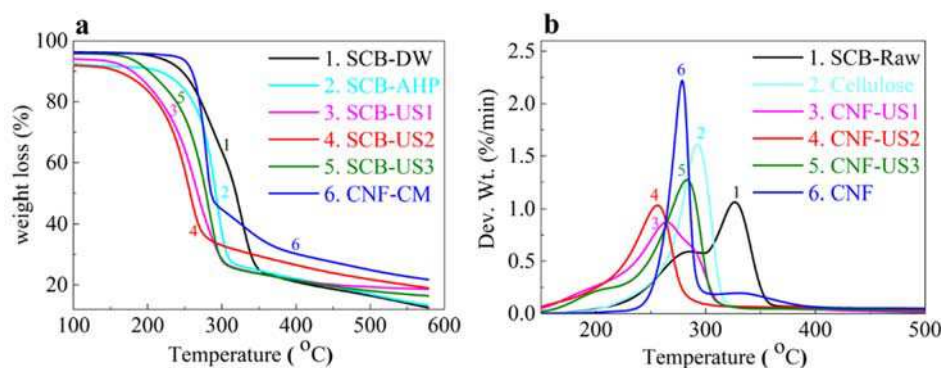 a
100
80
60
40
20
weight loss (%)
1. SCB-DW
2. SCB-AHP
3. SCB-US1
4. SCB-US2
5. SCB-US3
6. CNF-CM
1
2
3
4
5
6
100 200 300 400 500 600
Temperature ( °C)
b
2.5
2.0
1.5
1.0
0.5
0.0
Dev. Wt. (%/min)
1. SCB-Raw
2. Cellulose
3. CNF-US1
4. CNF-US2
5. CNF-US3
6. CNF
6
2
5
4
3
1
200 300 400 500
Temperature ( °C)